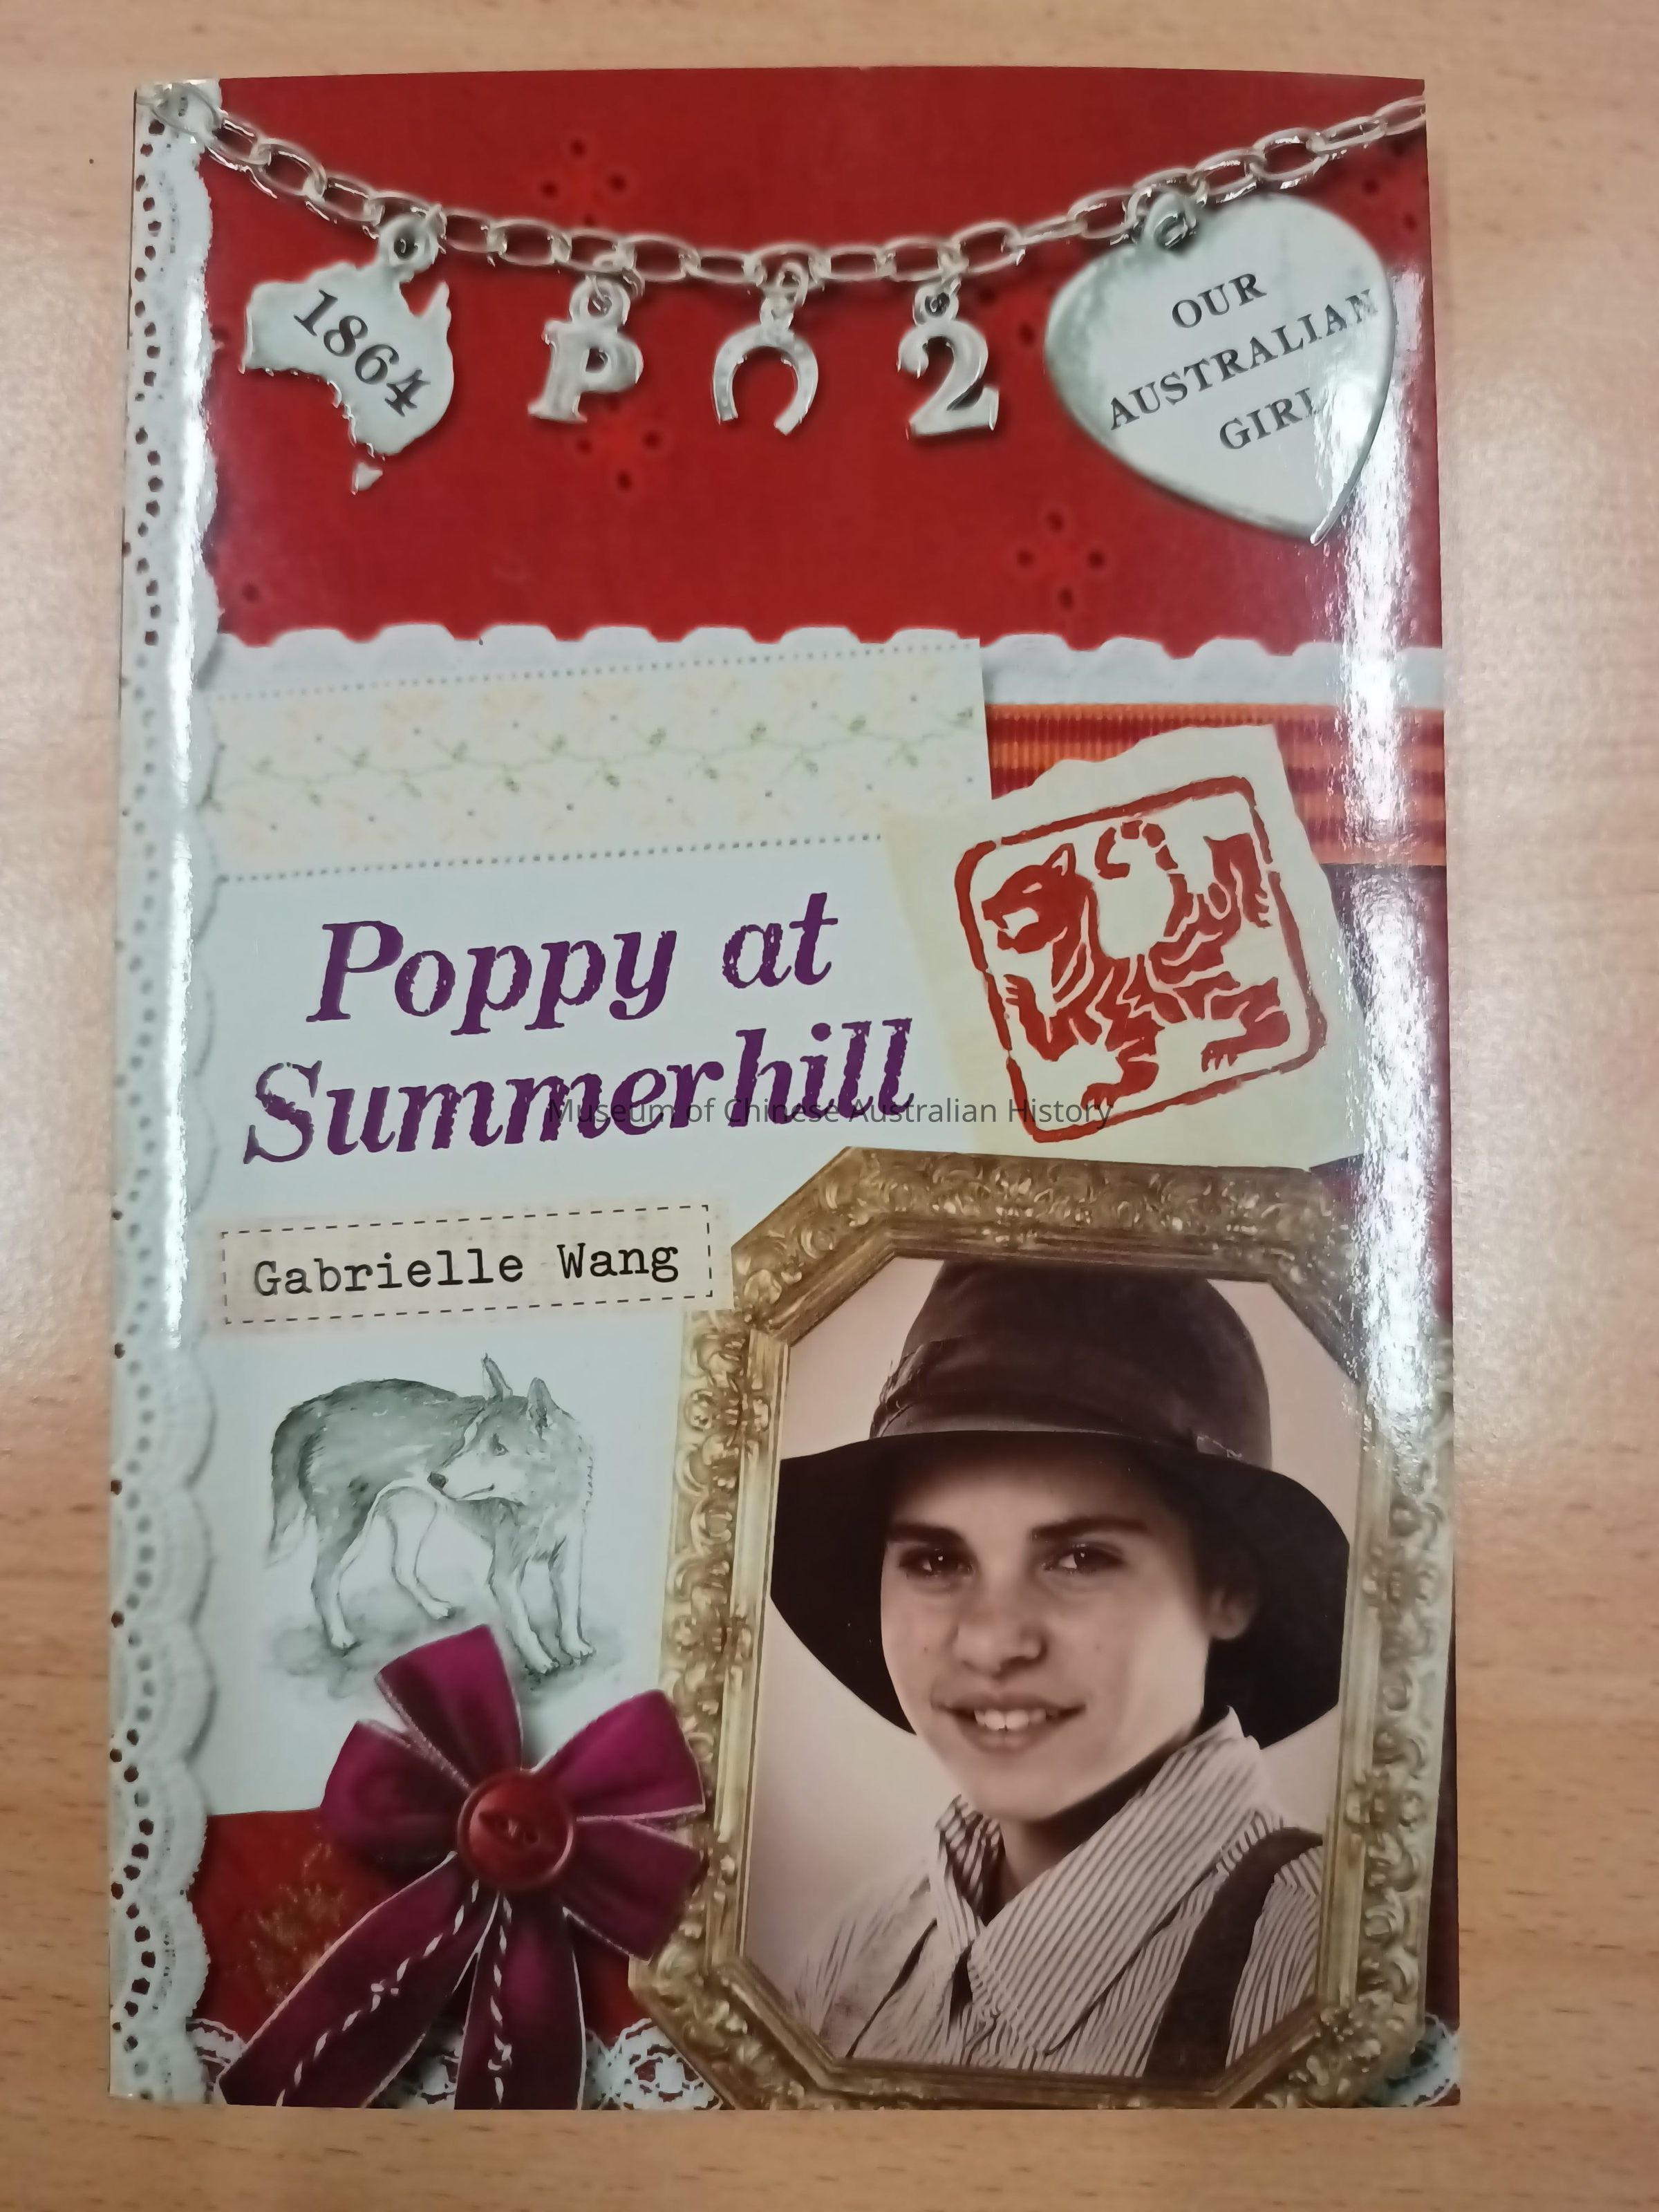 1864
P 2
OUR
AUSTRALIAN
GIRL
Poppy at
Summerhill
Museum of Chinese Australian History
Gabrielle Wang